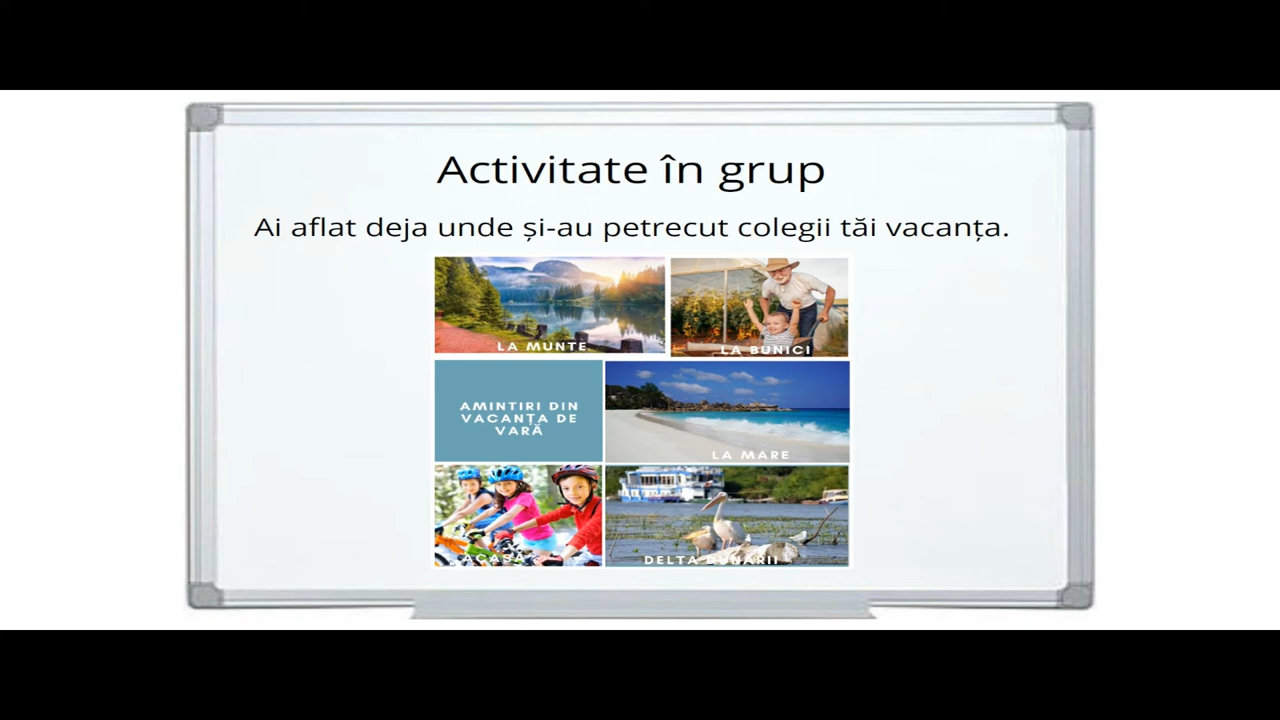 Activitate în grup
Ai aflat deja unde și-au petrecut colegii tăi vacanța.
LA MUNTE
LA BUNICI
AMINTIRI DIN
VACANȚA DE
VARĂ
LA MARE
ACASĂ
DELTA DUNĂRII